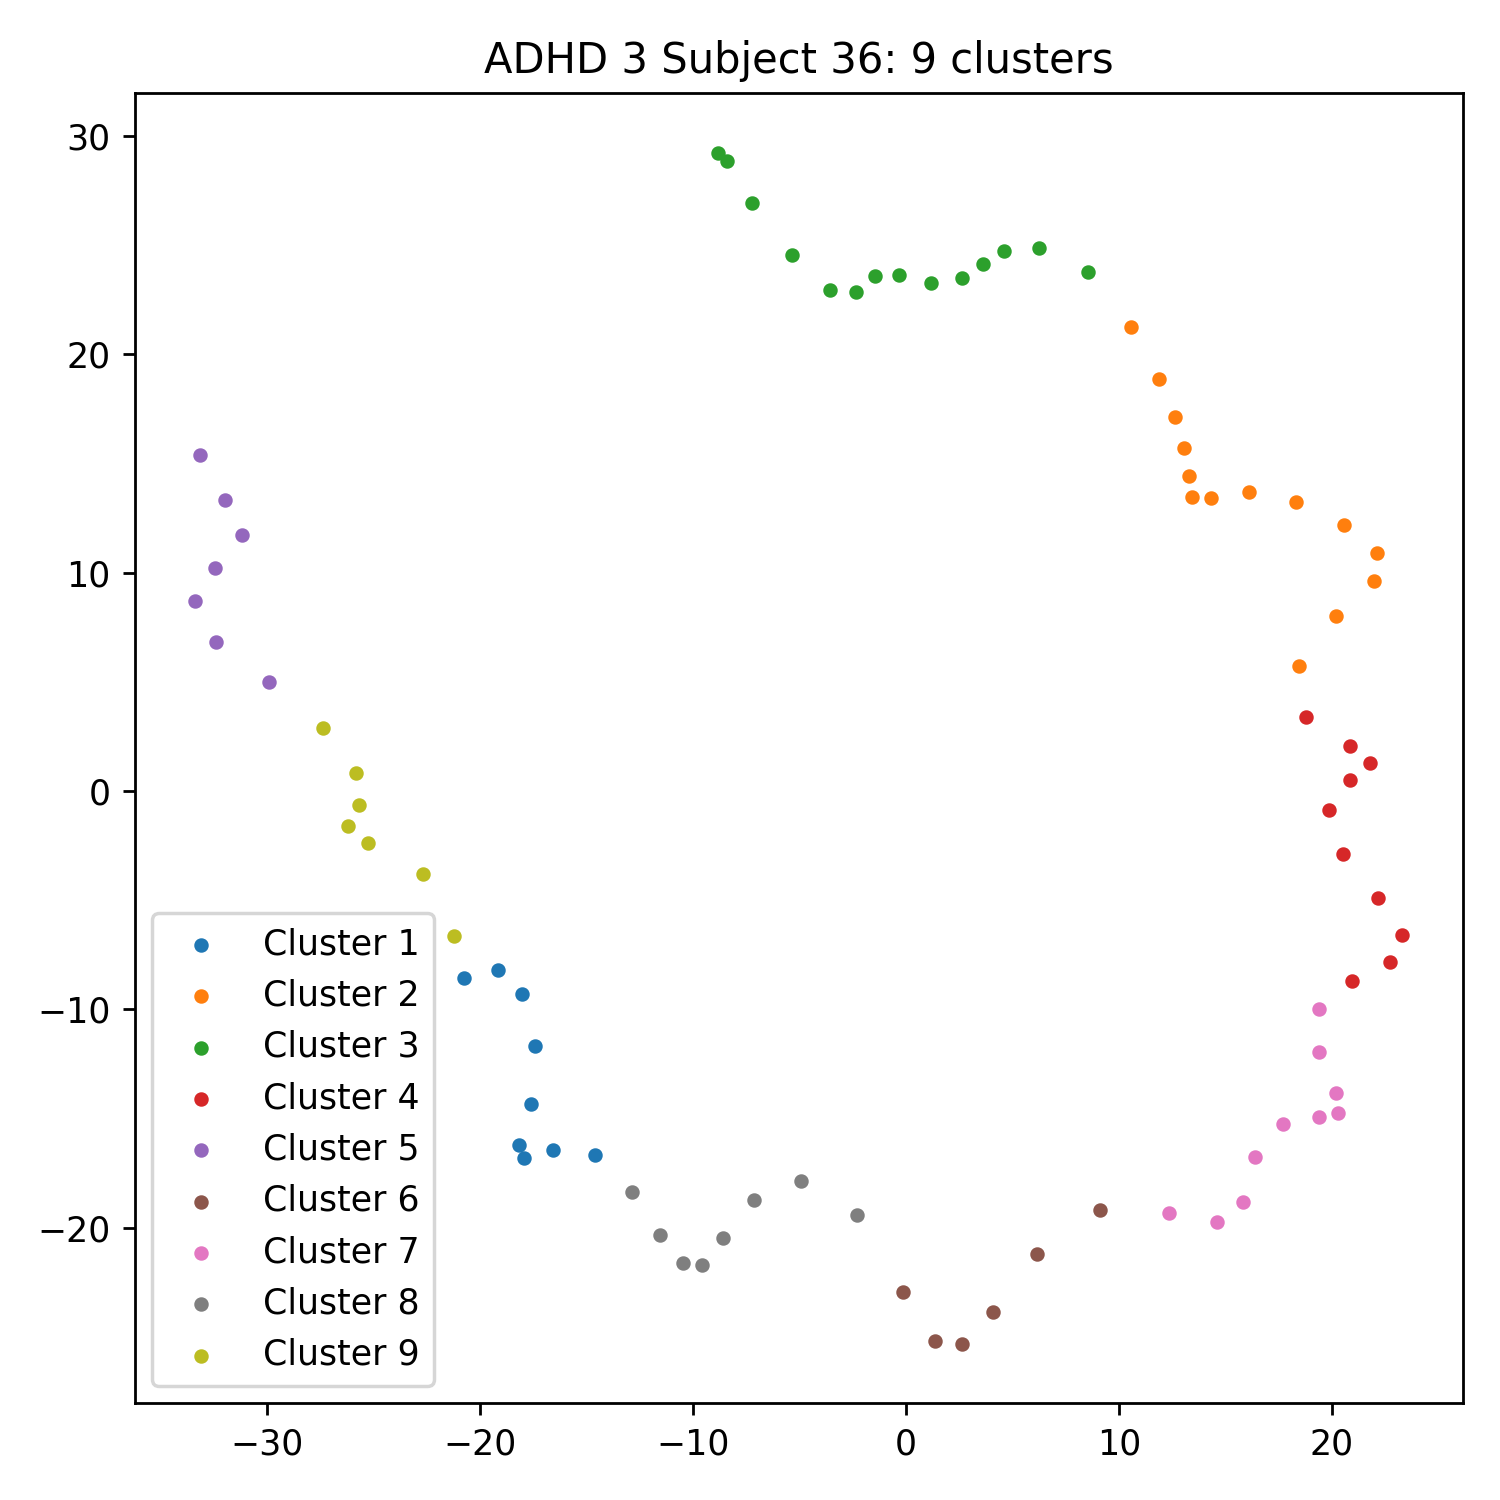 ADHD 3 Subject 36: 9 clusters
30
20
10
0
−10
−20
Cluster 1
Cluster 2
Cluster 3
Cluster 4
Cluster 5
Cluster 6
Cluster 7
Cluster 8
Cluster 9
−30 −20 −10 0 10 20